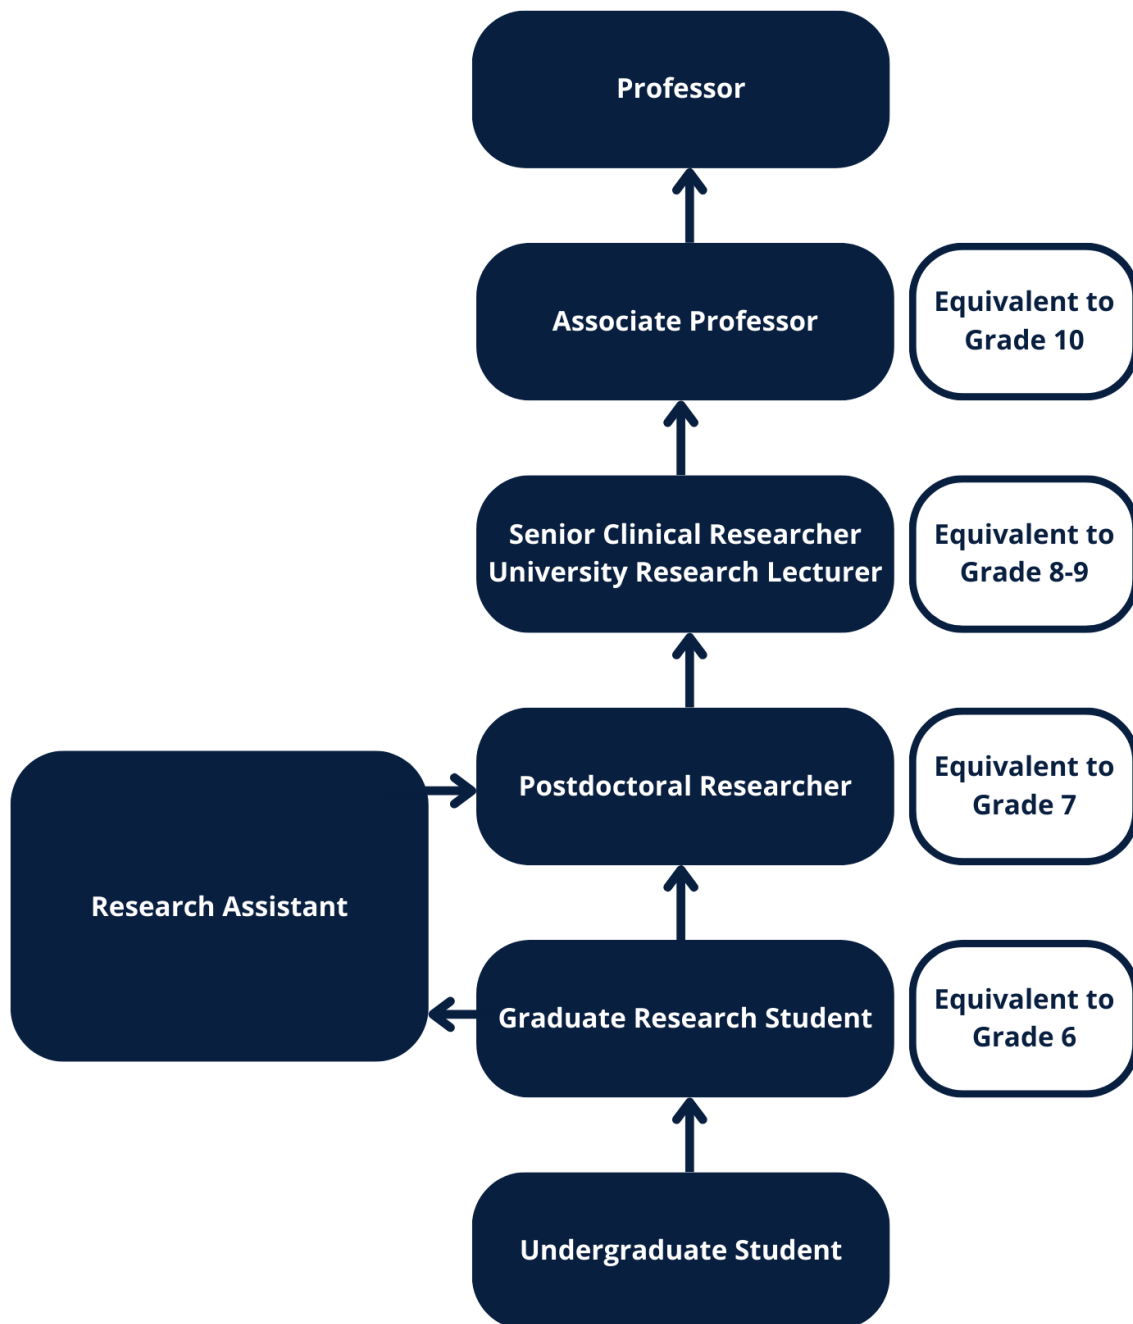 Professor
Associate Professor
Equivalent to
Grade 10
Senior Clinical Researcher
University Research Lecturer
Equivalent to
Grade 8-9
Postdoctoral Researcher
Equivalent to
Grade 7
Research Assistant
Graduate Research Student
Equivalent to
Grade 6
Undergraduate Student